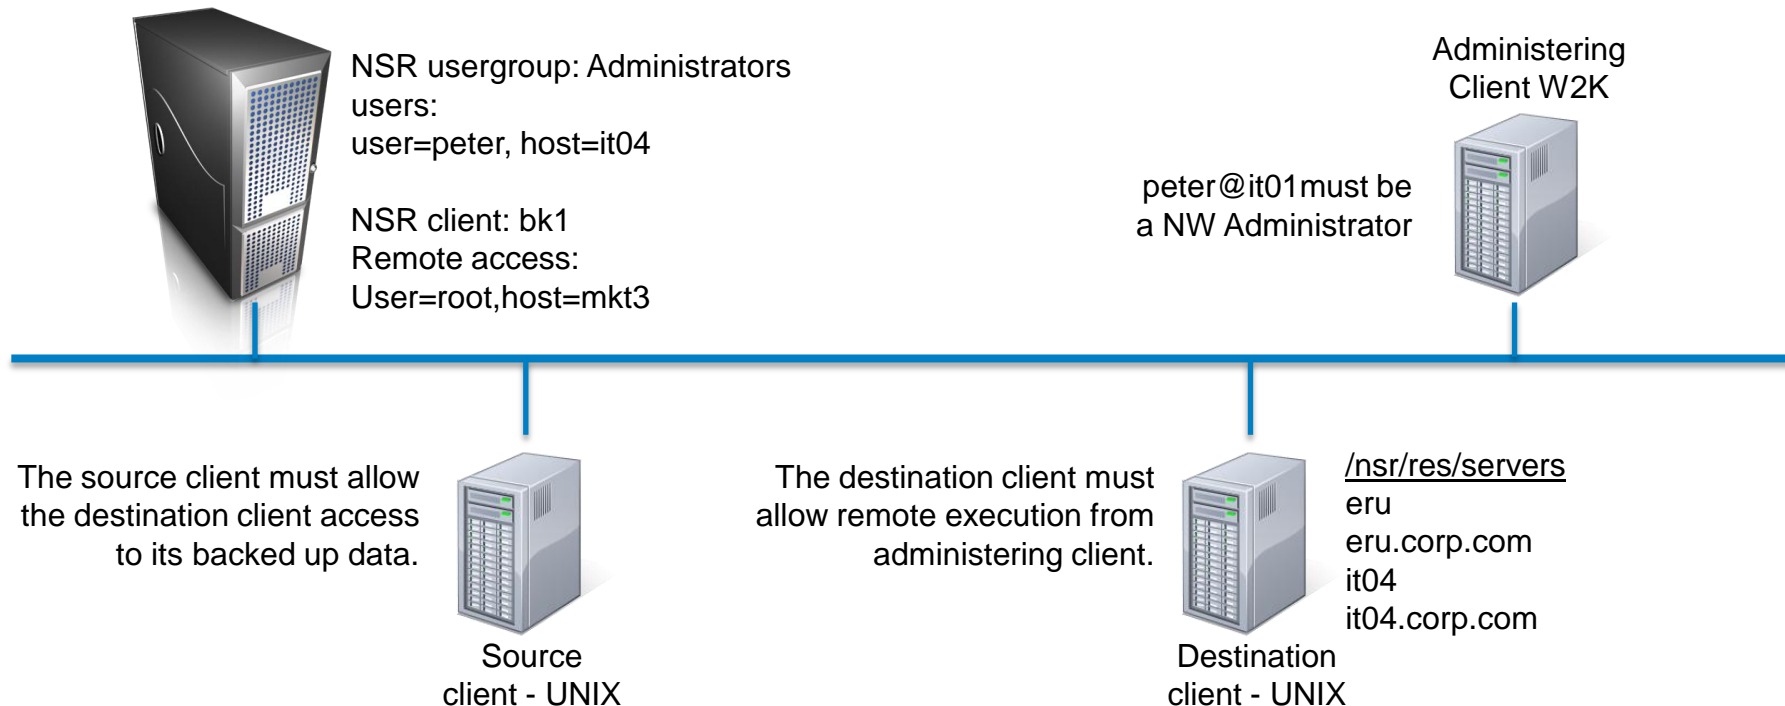 NSR usergroup: Administrators
users:
user=peter, host=it04
NSR client: bk1
Remote access:
User=root,host=mkt3
Administering
Client W2K
peter@it01must be
a NW Administrator
The source client must allow
the destination client access
to its backed up data.
Source
client - UNIX
The destination client must
allow remote execution from
administering client.
Destination
client - UNIX
/nsr/res/servers
eru
eru.corp.com
it04
it04.corp.com